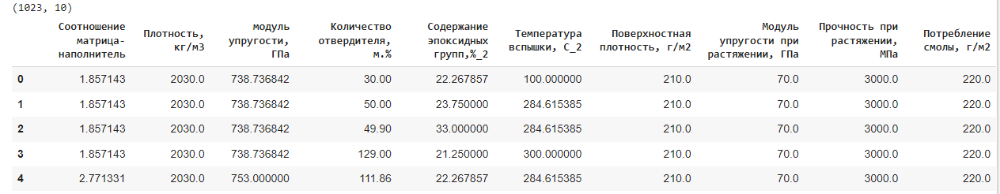 (1023, 10)
Соотношение матрица-наполнитель Плотность, кг/м3 модуль упругости, ГПа Количество отвердителя, м.% Содержание эпоксидных групп,%_2 Температура вспышки, С_2 Поверхностная плотность, г/м2 Модуль упругости при растяжении, ГПа Прочность при растяжении, МПа Потребление смолы, г/м2
0 1.857143 2030.0 738.736842 30.00 22.267857 100.000000 210.0 70.0 3000.0 220.0
1 1.857143 2030.0 738.736842 50.00 23.750000 284.615385 210.0 70.0 3000.0 220.0
2 1.857143 2030.0 738.736842 49.90 33.000000 284.615385 210.0 70.0 3000.0 220.0
3 1.857143 2030.0 738.736842 129.00 21.250000 300.000000 210.0 70.0 3000.0 220.0
4 2.771331 2030.0 753.000000 111.86 22.267857 284.615385 210.0 70.0 3000.0 220.0